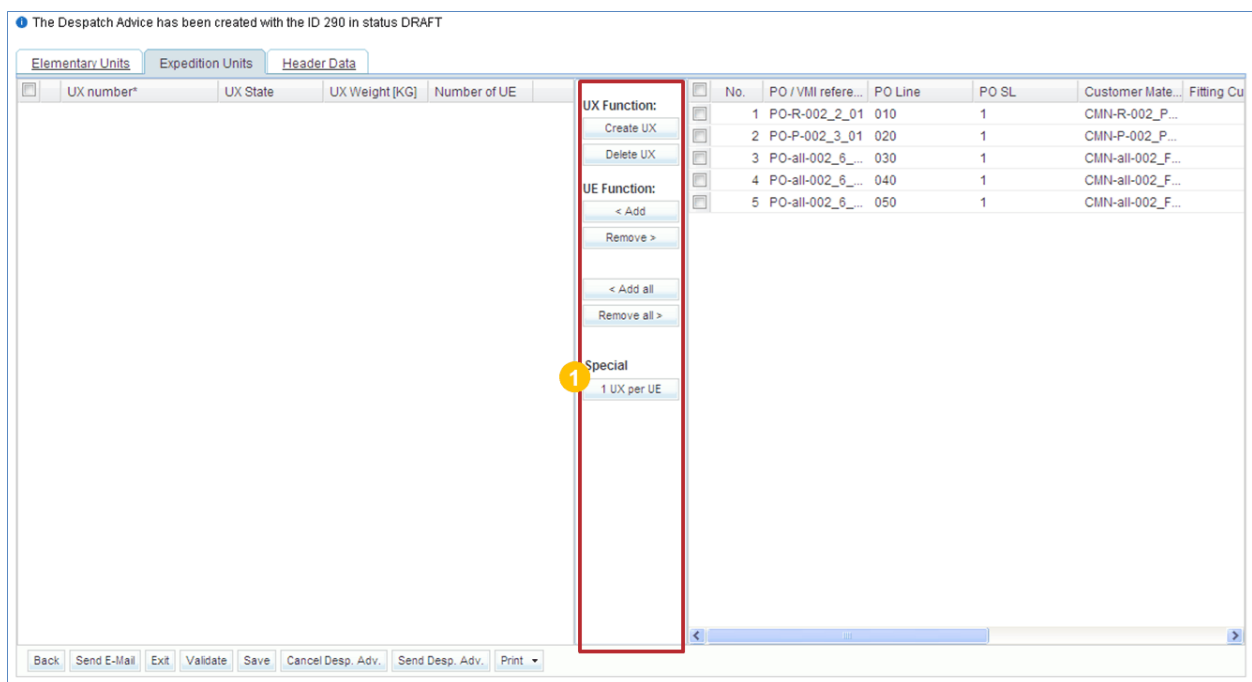 The Despatch Advice has been created with the ID 290 in status DRAFT
Elementary Units Expedition Units Header Data
UX number* UX State UX Weight [KG] Number of UE
UX Function:
Create UX
Delete UX
UE Function:
< Add
Remove >
< Add all
Remove all >
Special
1
1 UX per UE
No. PO / VMI refere... PO Line PO SL Customer Mate... Fitting Cu
1 PO-R-002_2_01 010 1 CMN-R-002_P...
2 PO-P-002_3_01 020 1 CMN-P-002_P...
3 PO-all-002_6_... 030 1 CMN-all-002_F...
4 PO-all-002_6_... 040 1 CMN-all-002_F...
5 PO-all-002_6_... 050 1 CMN-all-002_F...
Back Send E-Mail Exit Validate Save Cancel Desp. Adv. Send Desp. Adv. Print